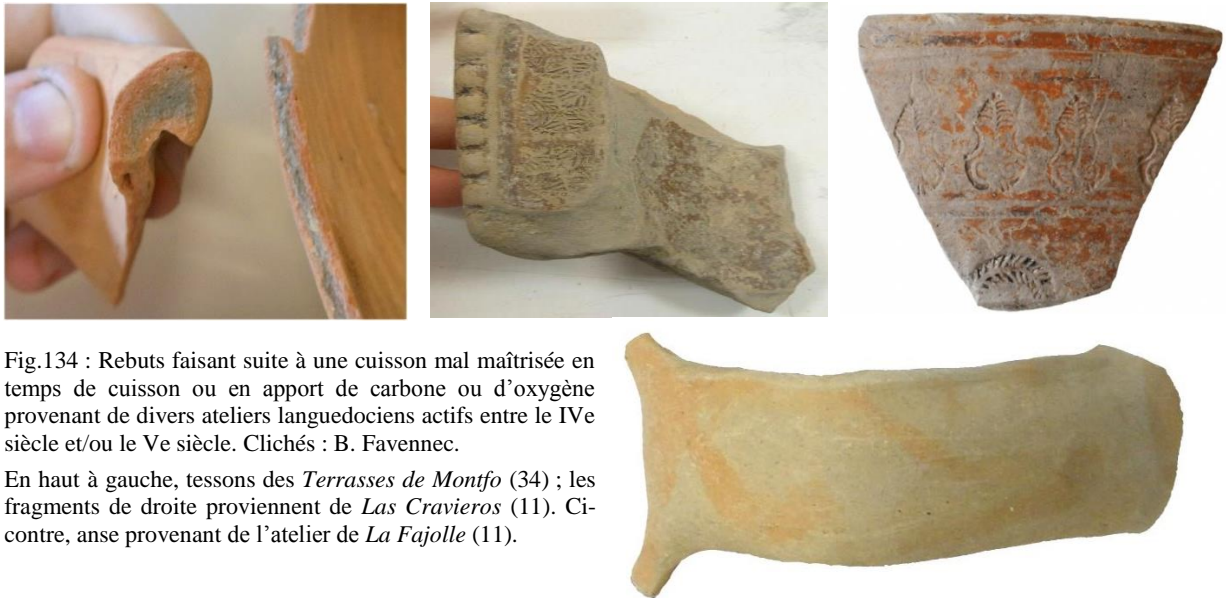 Fig.134 : Rebuts faisant suite à une cuisson mal maîtrisée en
temps de cuisson ou en apport de carbone ou d’oxygène
provenant de divers ateliers languedociens actifs entre le IVe
siècle et/ou le Ve siècle. Clichés : B. Favennec.
En haut à gauche, tessons des Terrasses de Montfo (34) ; les
fragments de droite proviennent de Las Cravieros (11). Ci-
contre, anse provenant de l’atelier de La Fajolle (11).